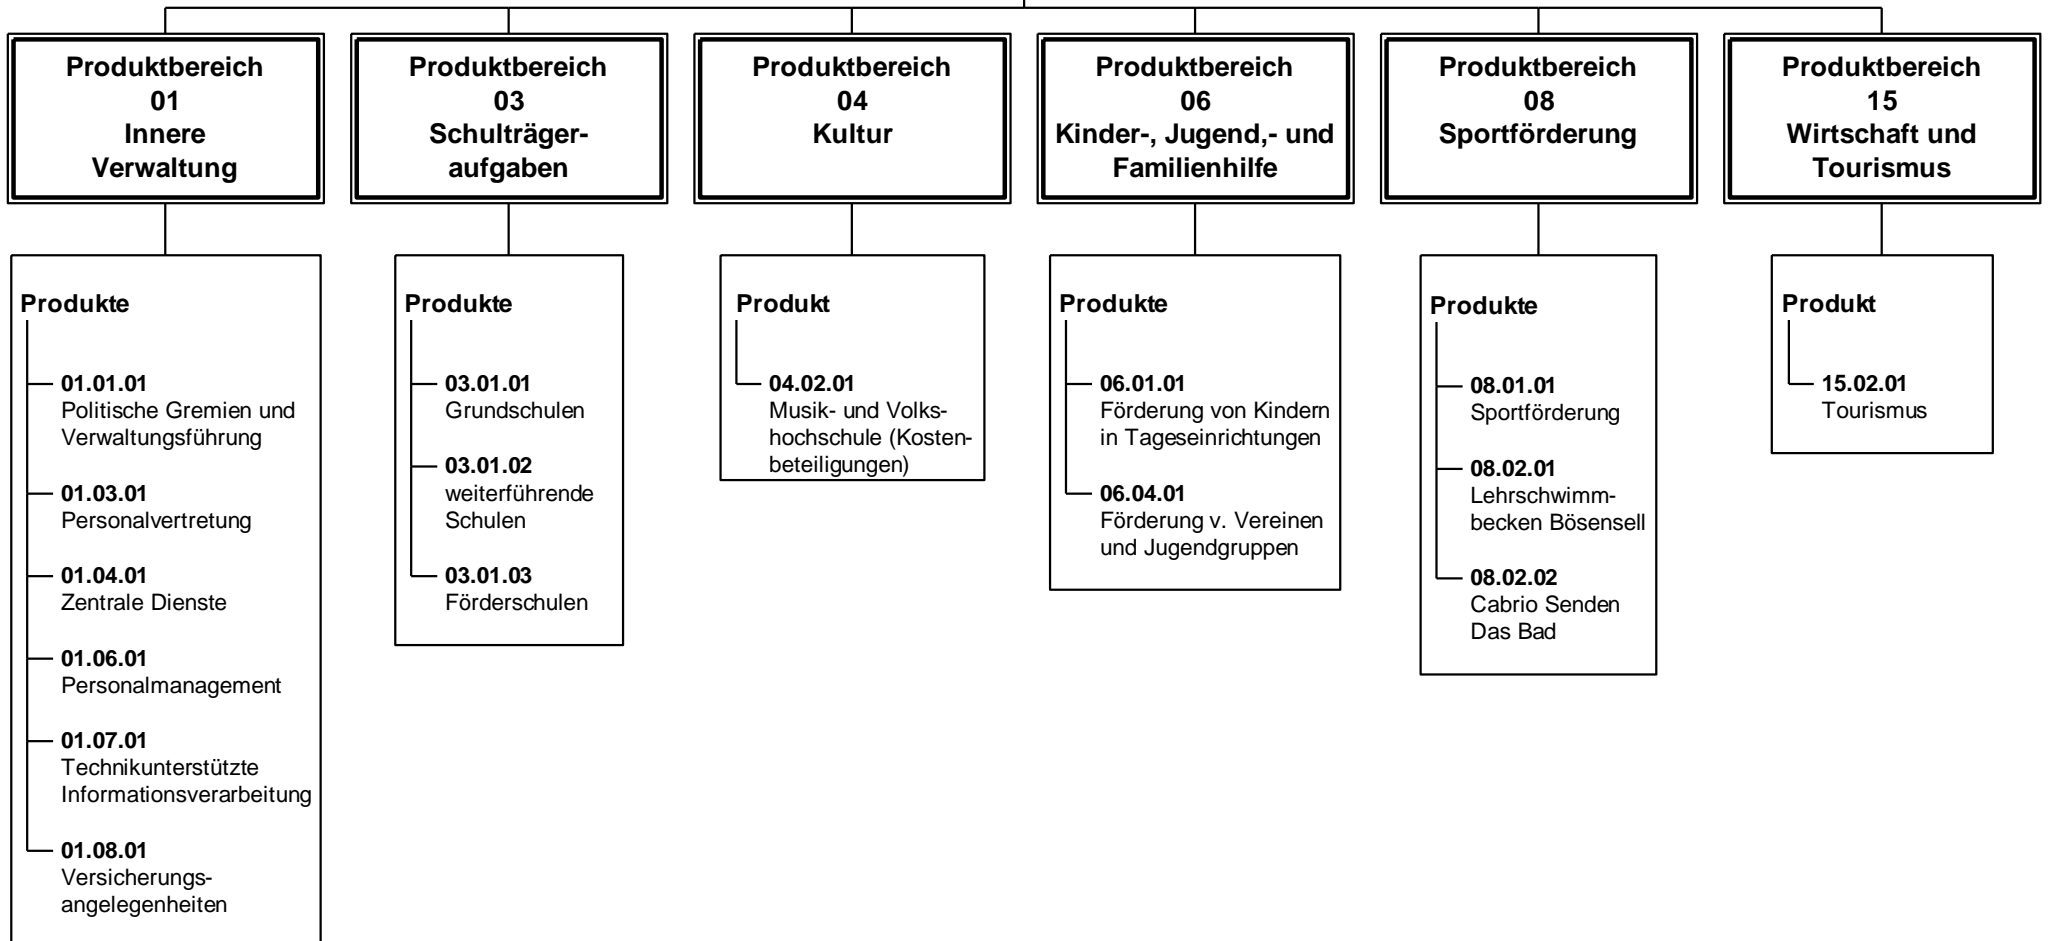 Produktbereich
01
Innere
Verwaltung
Produktbereich
03
Schulträger-
aufgaben
Produktbereich
04
Kultur
Produktbereich
06
Kinder-, Jugend,- und
Familienhilfe
Produktbereich
08
Sportförderung
Produktbereich
15
Wirtschaft und
Tourismus
Produkte
01.01.01
Politische Gremien und
Verwaltungsführung
01.03.01
Personalvertretung
01.04.01
Zentrale Dienste
01.06.01
Personalmanagement
01.07.01
Technikunterstützte
Informationsverarbeitung
01.08.01
Versicherungs-
angelegenheiten
Produkte
03.01.01
Grundschulen
03.01.02
weiterführende
Schulen
03.01.03
Förderschulen
Produkt
04.02.01
Musik- und Volks-
hochschule (Kosten-
beteiligungen)
Produkte
06.01.01
Förderung von Kindern
in Tageseinrichtungen
06.04.01
Förderung v. Vereinen
und Jugendgruppen
Produkte
08.01.01
Sportförderung
08.02.01
Lehrschwimm-
becken Bösensell
08.02.02
Cabrio Senden
Das Bad
Produkt
15.02.01
Tourismus